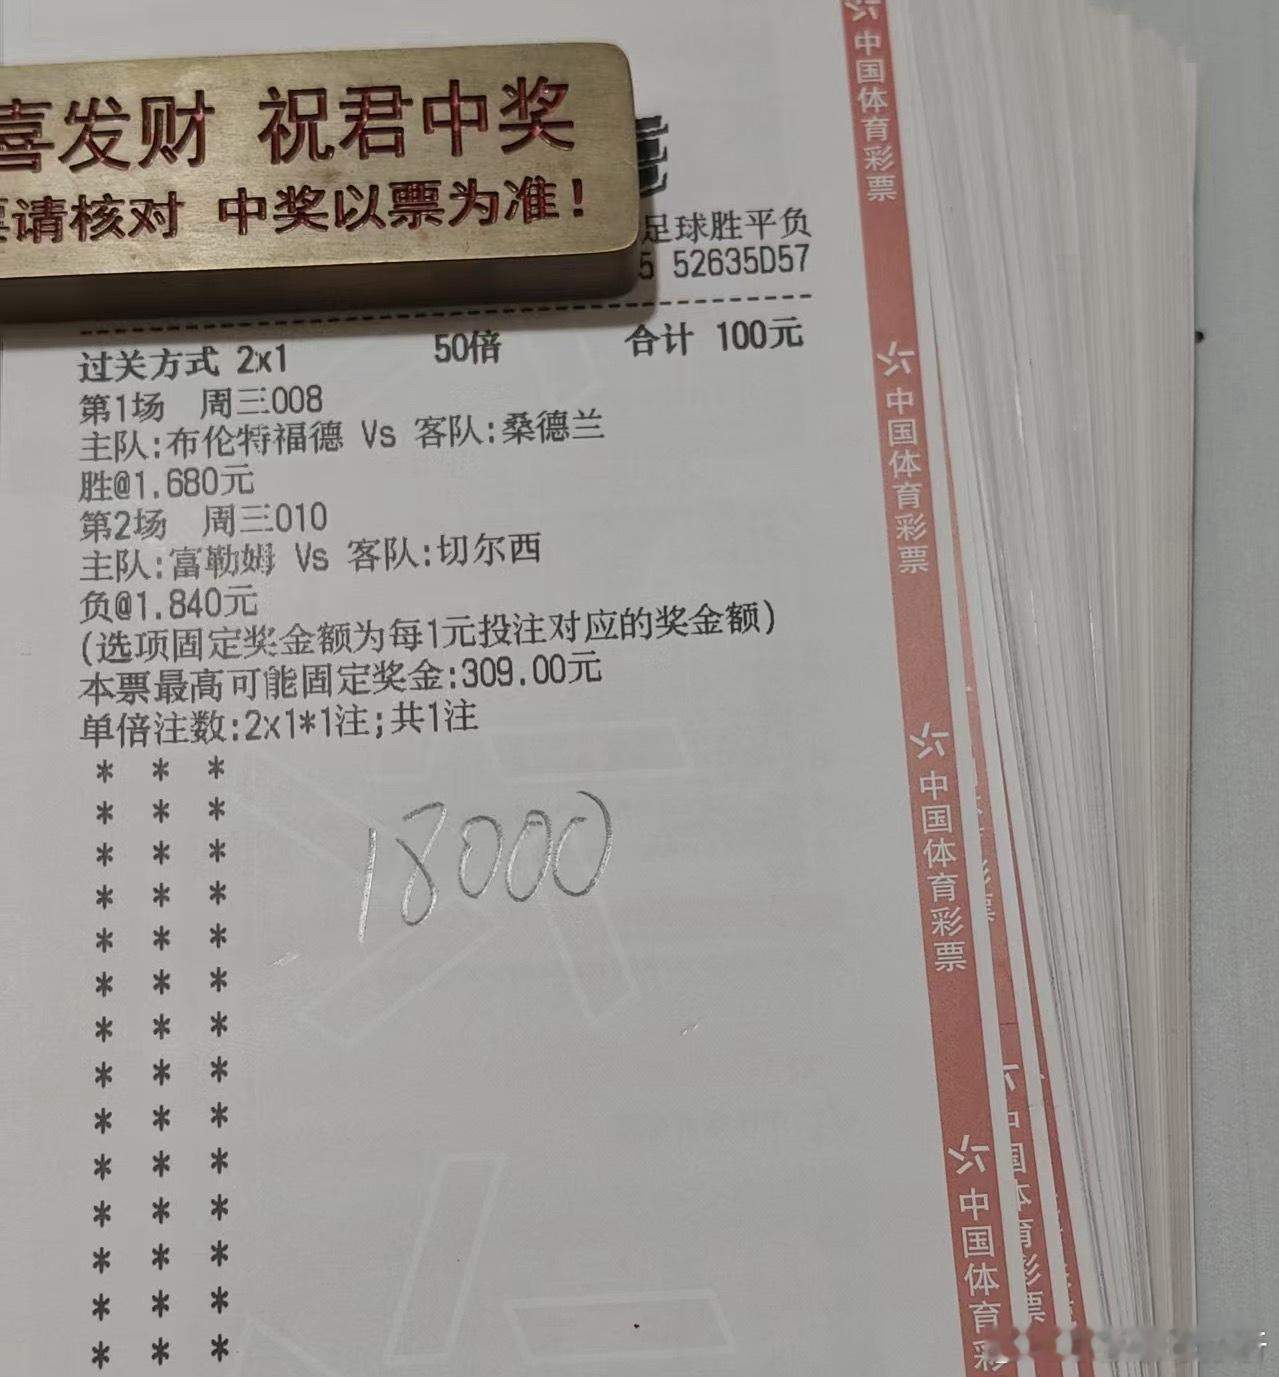 喜发财 祝君中奖
票请核对 中奖以票为准!
足球胜平负
5 52635D57
过关方式 2x1 50倍 合计 100元
第1场 周三008
主队:布伦特福德 Vs 客队:桑德兰
胜@1.680元
第2场 周三010
主队:富勒姆 Vs 客队:切尔西
负@1.840元
(选项固定奖金额为每1元投注对应的奖金额)
本票最高可能固定奖金:309.00元
单倍注数:2x1*1注;共1注
* * *
* * *
* * *
* * *
* * *
* * *
* * *
* * *
* * *
* * *
* * *
* * *
* * *
* * *
18000
中国体育彩票
中国体育彩票
中国体育彩票
中国体育彩